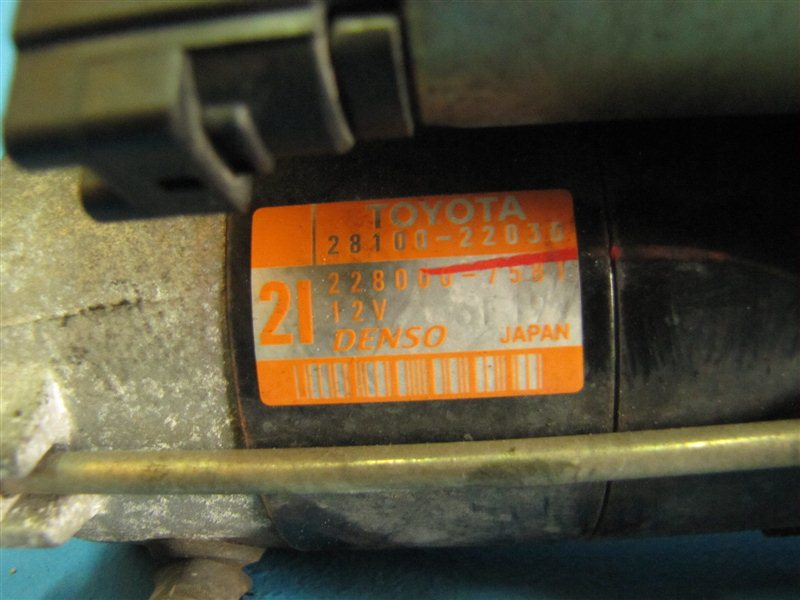 TOYOTA
28100-22030
21
12V
DENSO JAPAN